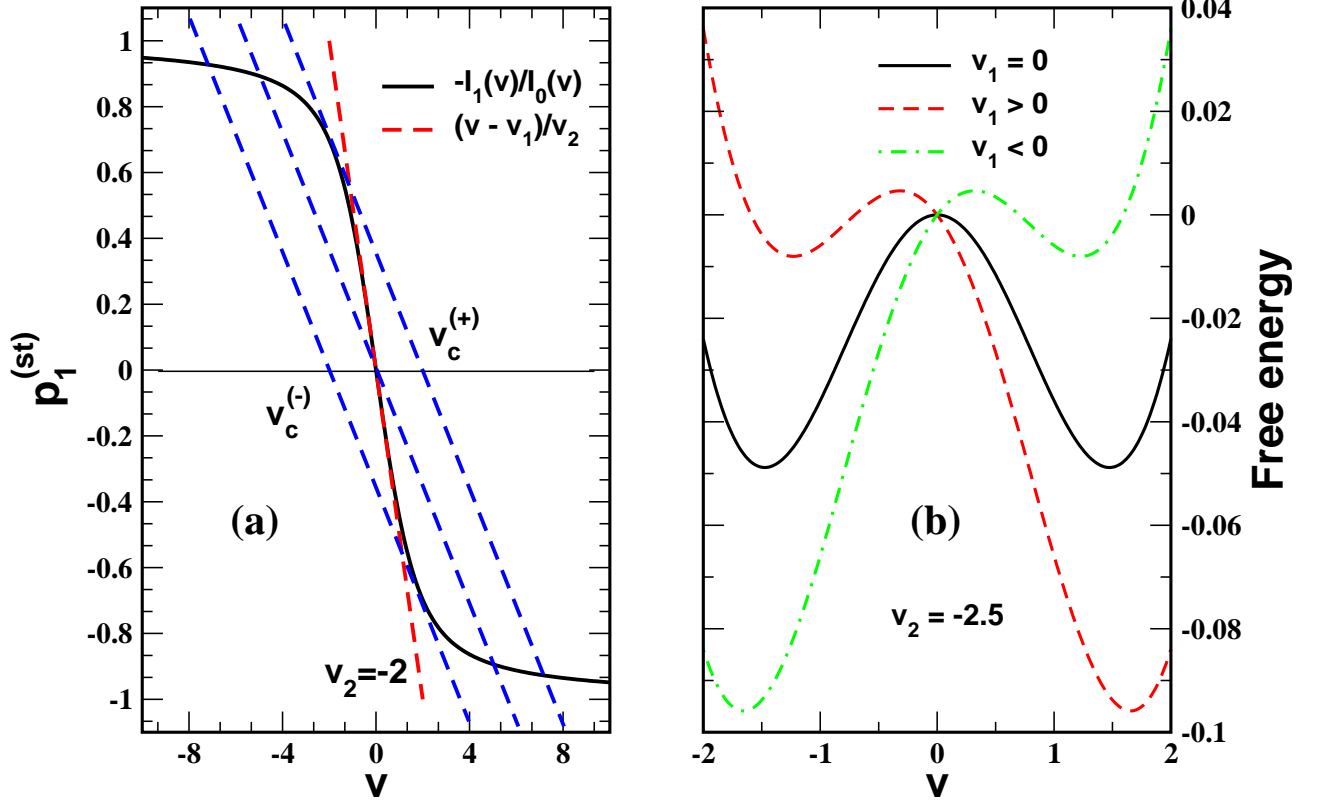 p1(st)
1
0.8
0.6
0.4
0.2
0
-0.2
-0.4
-0.6
-0.8
-1
-8
-4
0
4
8
v
-I1(v)/I0(v)
(v - v1)/v2
vc(+)
vc(-)
(a)
v2=-2
v1 = 0
v1 > 0
v1 < 0
(b)
v2 = -2.5
-2
-1
0
1
2
v
0.04
0.02
0
-0.02
-0.04
-0.06
-0.08
-0.1
Free energy